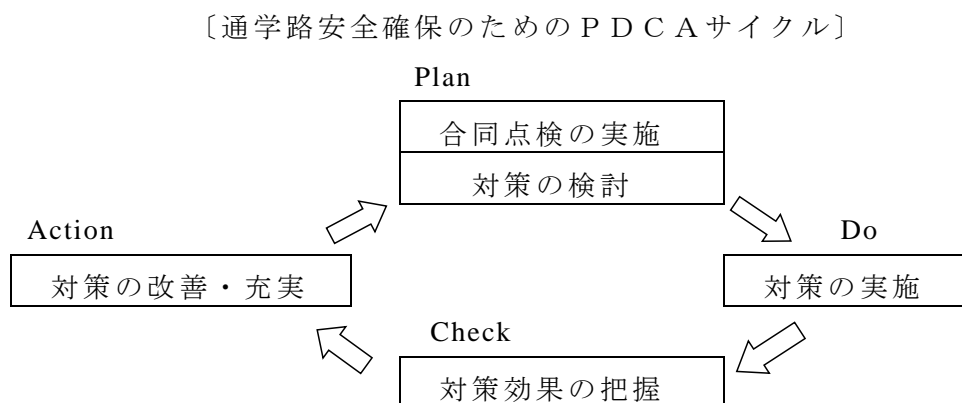 〔通学路安全確保のためのＰＤＣＡサイクル〕
Plan
合同点検の実施
対策の検討
Action
Do
対策の改善・充実
対策の実施
Check
対策効果の把握